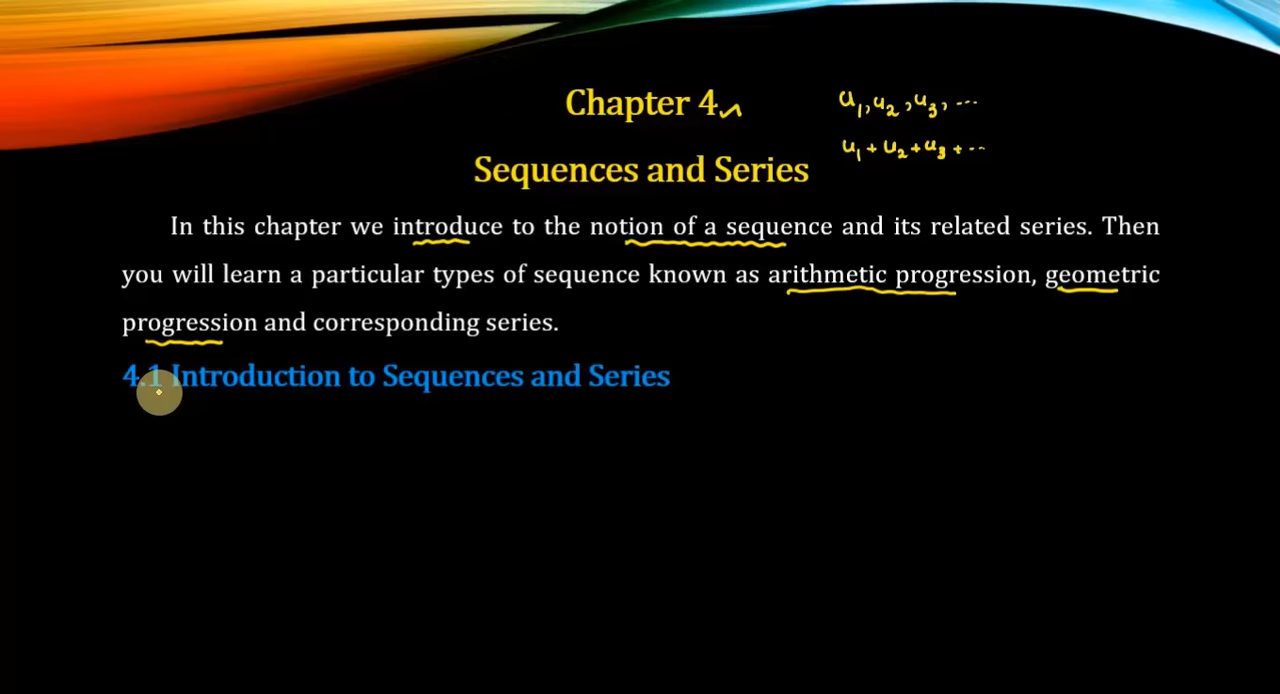 Chapter 4
u₁, u₂, u₃, ...
u₁ + u₂ + u₃ + ...
Sequences and Series
In this chapter we introduce to the notion of a sequence and its related series. Then
you will learn a particular types of sequence known as arithmetic progression, geometric
progression and corresponding series.
4.1 Introduction to Sequences and Series